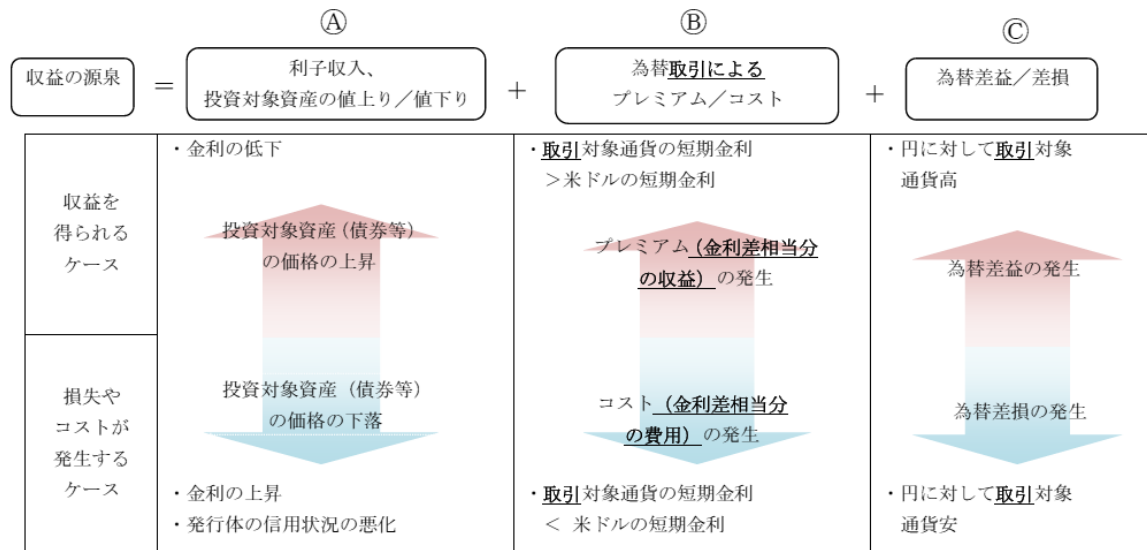 Ⓐ
Ⓑ
Ⓒ
収益の源泉
=
利子収入、
投資対象資産の値上り/値下り
+
為替取引による
プレミアム/コスト
+
為替差益/差損
収益を
得られる
ケース
・金利の低下
投資対象資産(債券等)
の価格の上昇
・取引対象通貨の短期金利
>米ドルの短期金利
プレミアム(金利差相当分
の収益)の発生
・円に対して取引対象
通貨高
為替差益の発生
損失や
コストが
発生する
ケース
投資対象資産(債券等)
の価格の下落
・金利の上昇
・発行体の信用状況の悪化
コスト(金利差相当分
の費用)の発生
・取引対象通貨の短期金利
< 米ドルの短期金利
為替差損の発生
・円に対して取引対象
通貨安